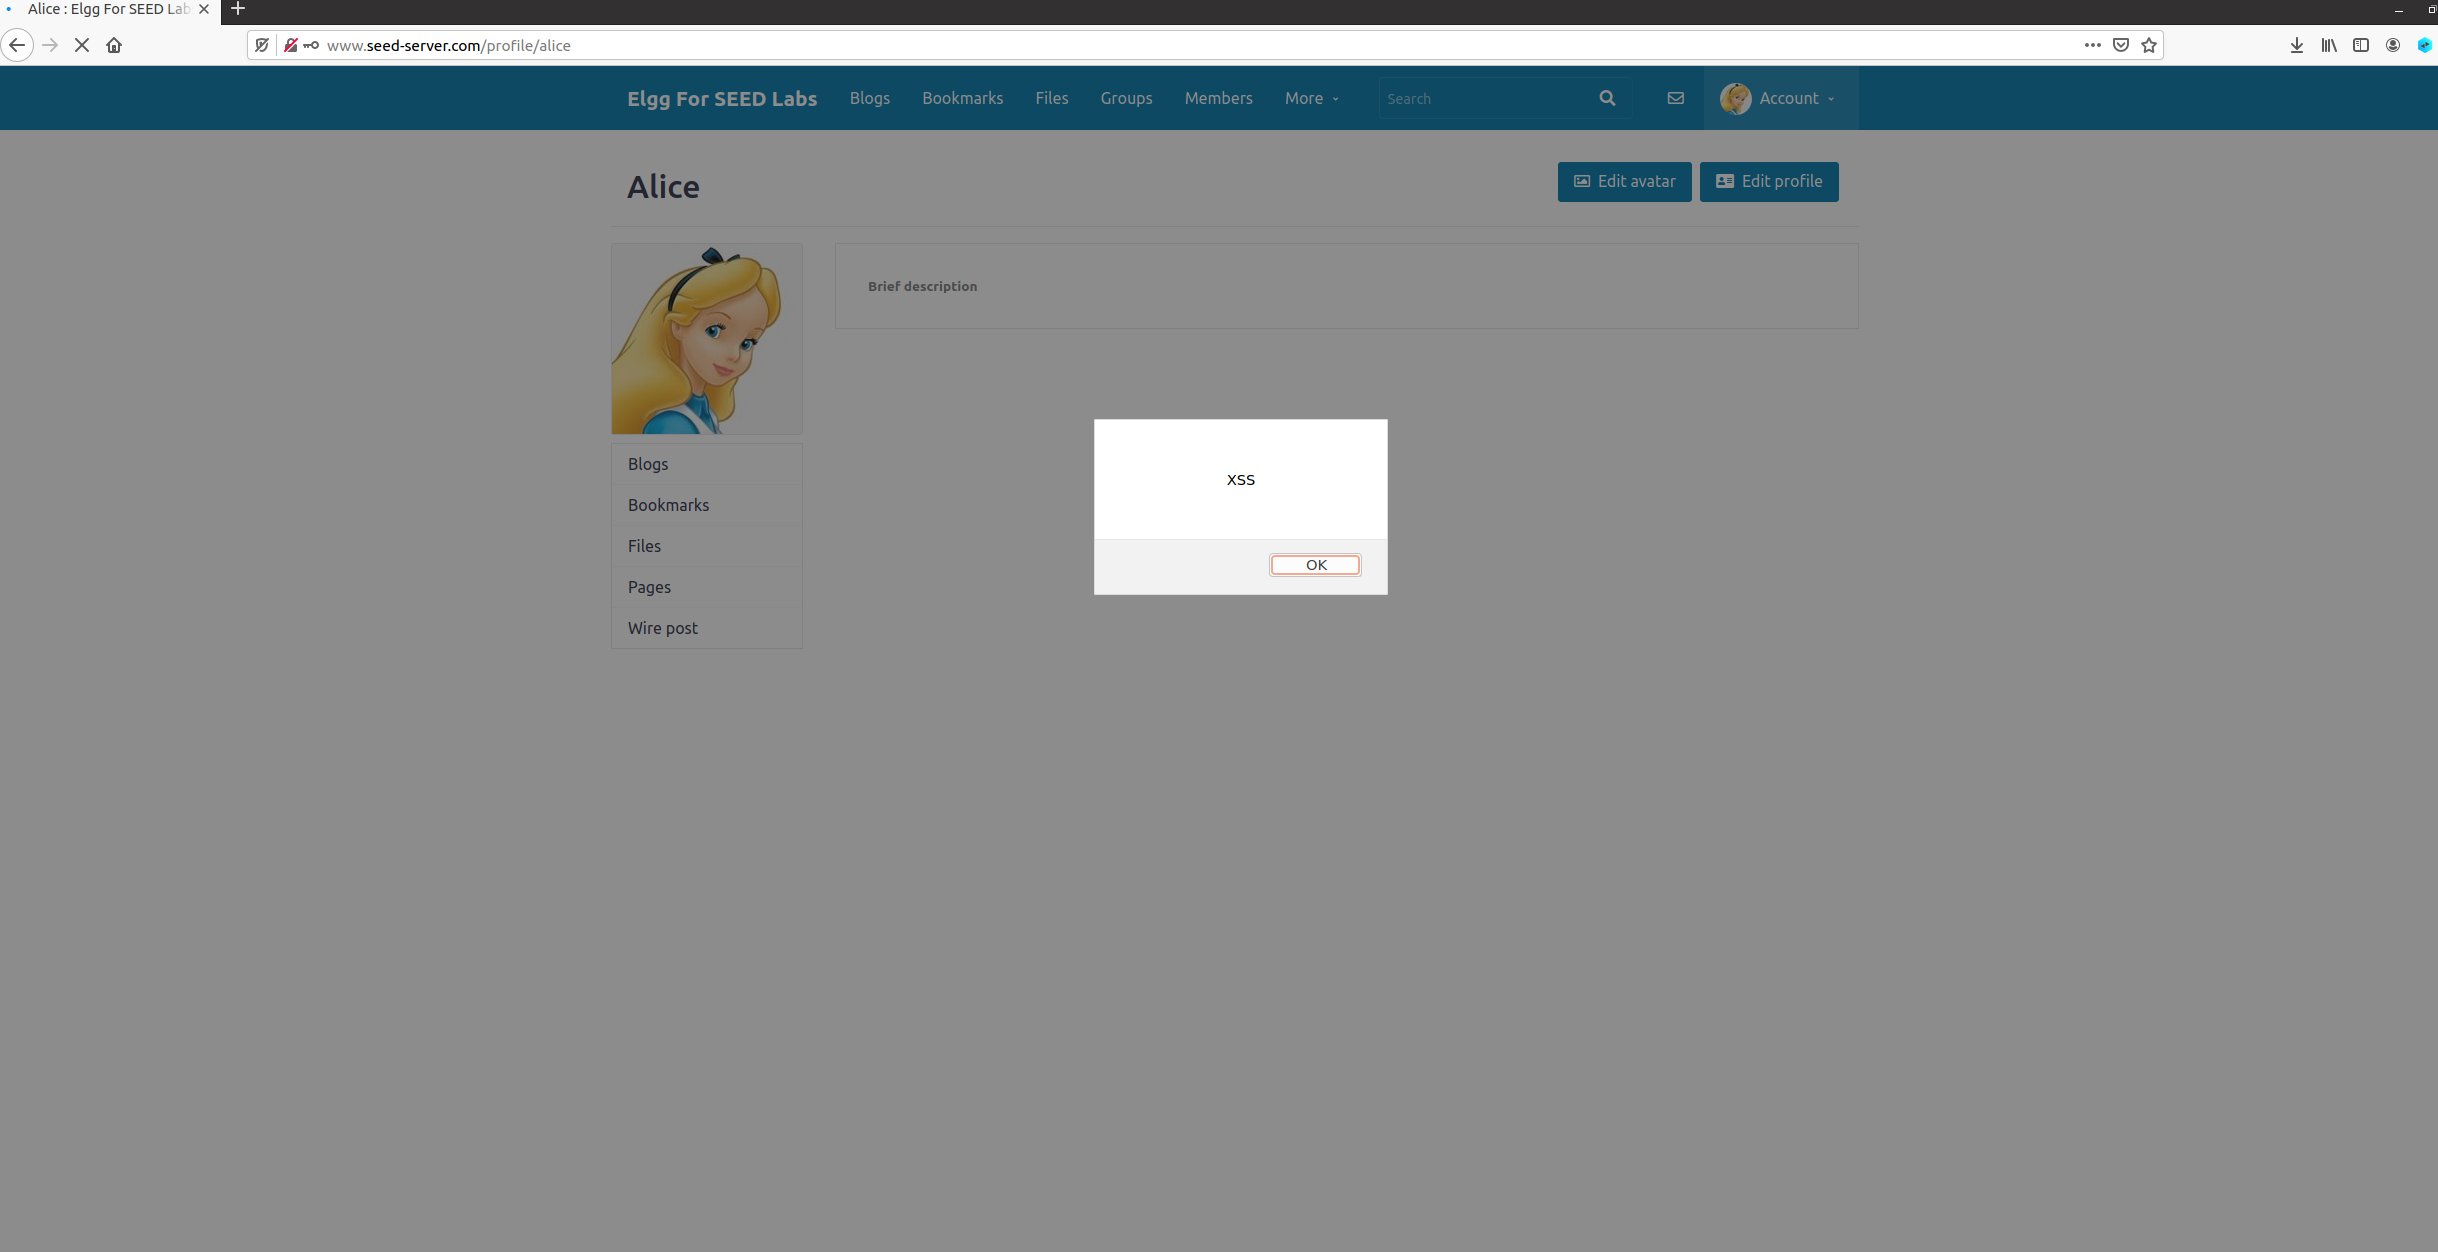 Alice : Elgg For SEED Lab
www.seed-server.com/profile/alice
Elgg For SEED Labs Blogs Bookmarks Files Groups Members More Search Account
Alice Edit avatar Edit profile
Brief description
XSS
OK
Blogs
Bookmarks
Files
Pages
Wire post